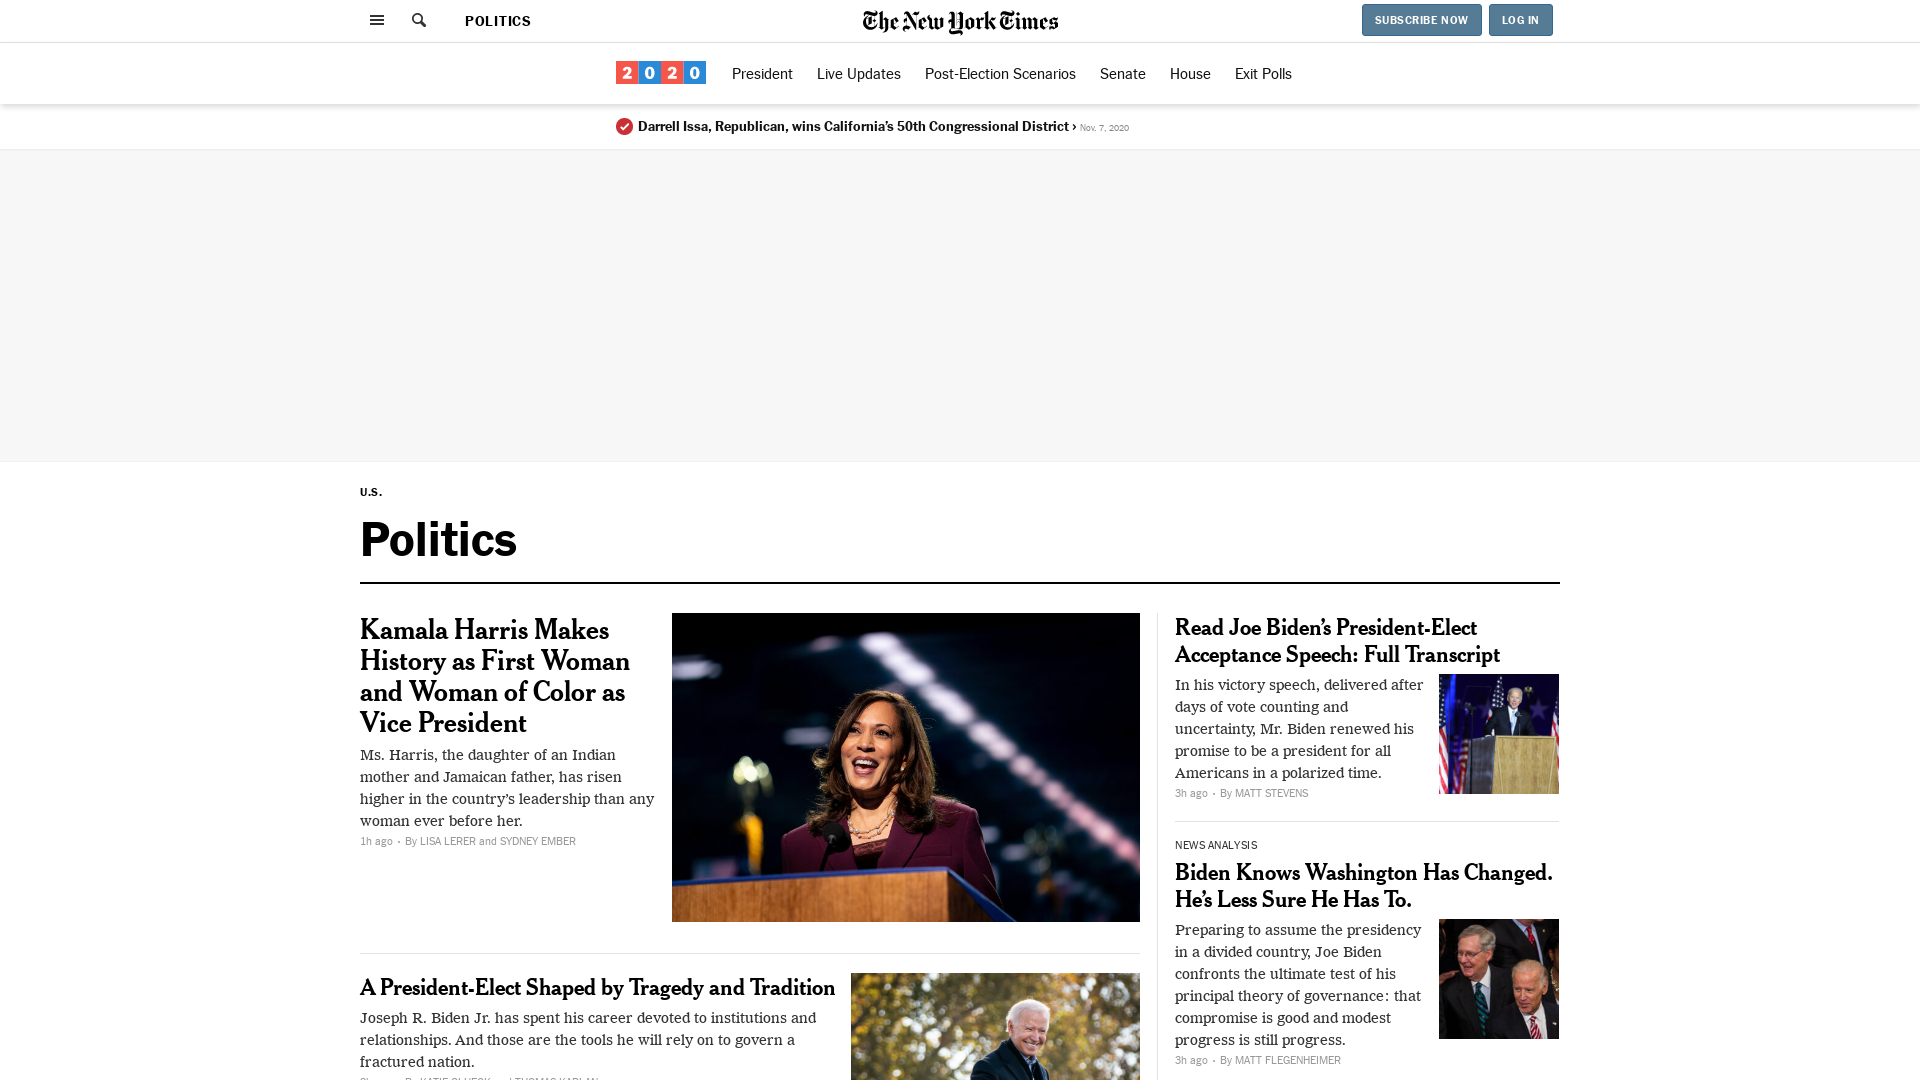 POLITICS
The New York Times
SUBSCRIBE NOW
LOG IN
2020
President
Live Updates
Post-Election Scenarios
Senate
House
Exit Polls
Darrell Issa, Republican, wins California’s 50th Congressional District › Nov. 7, 2020
U.S.
Politics
Kamala Harris Makes
History as First Woman
and Woman of Color as
Vice President
Ms. Harris, the daughter of an Indian
mother and Jamaican father, has risen
higher in the country’s leadership than any
woman ever before her.
1h ago • By LISA LERER and SYDNEY EMBER
A President-Elect Shaped by Tragedy and Tradition
Joseph R. Biden Jr. has spent his career devoted to institutions and
relationships. And those are the tools he will rely on to govern a
fractured nation.
Read Joe Biden’s President-Elect
Acceptance Speech: Full Transcript
In his victory speech, delivered after
days of vote counting and
uncertainty, Mr. Biden renewed his
promise to be a president for all
Americans in a polarized time.
3h ago • By MATT STEVENS
NEWS ANALYSIS
Biden Knows Washington Has Changed.
He’s Less Sure He Has To.
Preparing to assume the presidency
in a divided country, Joe Biden
confronts the ultimate test of his
principal theory of governance: that
compromise is good and modest
progress is still progress.
3h ago • By MATT FLEGENHEIMER